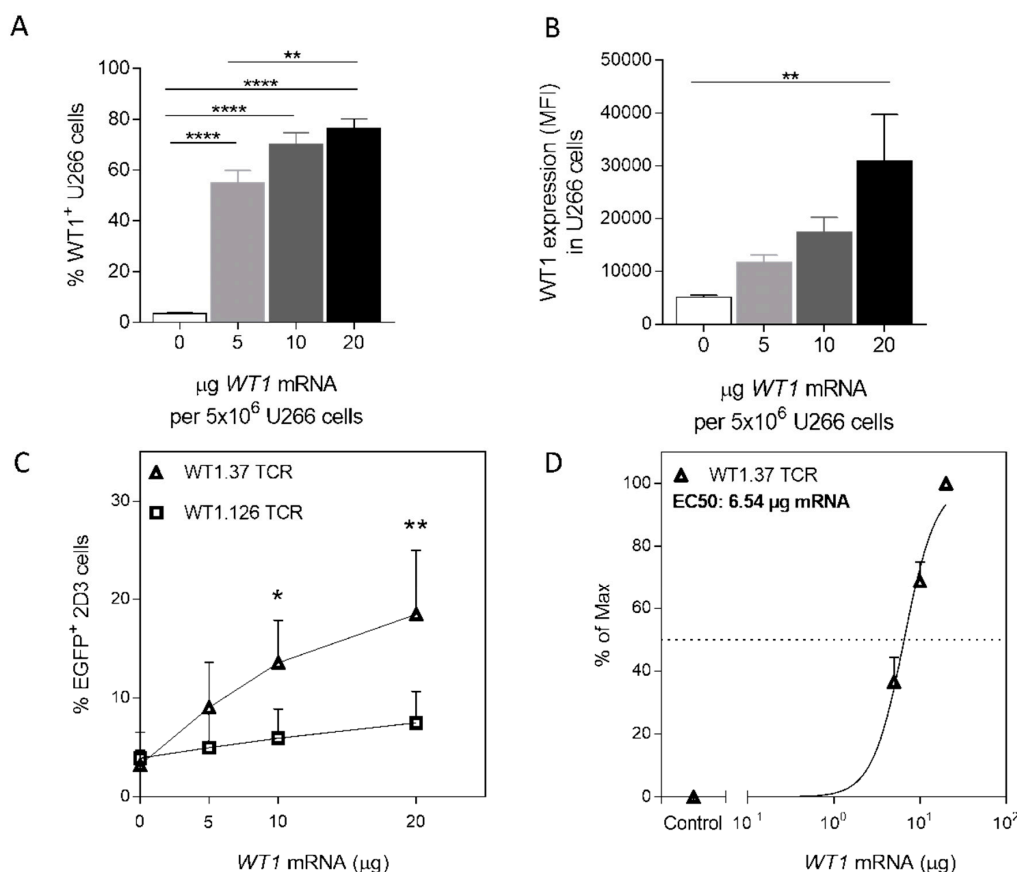 A
**
****
****
****
100
80
60
40
20
0
% WT1⁺ U266 cells
0 5 10 20
µg WT1 mRNA
per 5x10⁶ U266 cells
B
**
50000
40000
30000
20000
10000
0
WT1 expression (MFI)
in U266 cells
0 5 10 20
µg WT1 mRNA
per 5x10⁶ U266 cells
C
WT1.37 TCR
WT1.126 TCR
*
**
30
20
10
0
% EGFP⁺ 2D3 cells
0 5 10 20
WT1 mRNA (µg)
D
WT1.37 TCR
EC50: 6.54 µg mRNA
100
80
60
40
20
0
% of Max
Control 10⁻¹ 10⁰ 10¹ 10²
WT1 mRNA (µg)